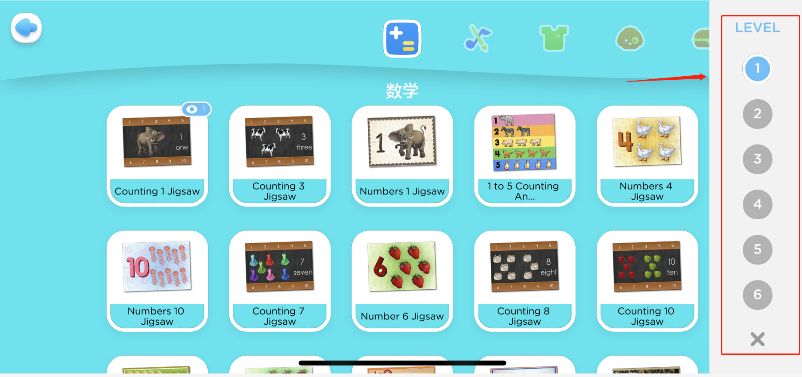 LEVEL
1
2
3
4
5
6
数学
1
one
Counting 1 Jigsaw
3
three
Counting 3
Jigsaw
1
Numbers 1 Jigsaw
1
2
3
4
5
1 to 5 Counting
An...
4
Numbers 4
Jigsaw
10
Numbers 10
Jigsaw
7
seven
Counting 7
Jigsaw
6
Number 6 Jigsaw
8
eight
Counting 8
Jigsaw
10
ten
Counting 10
Jigsaw